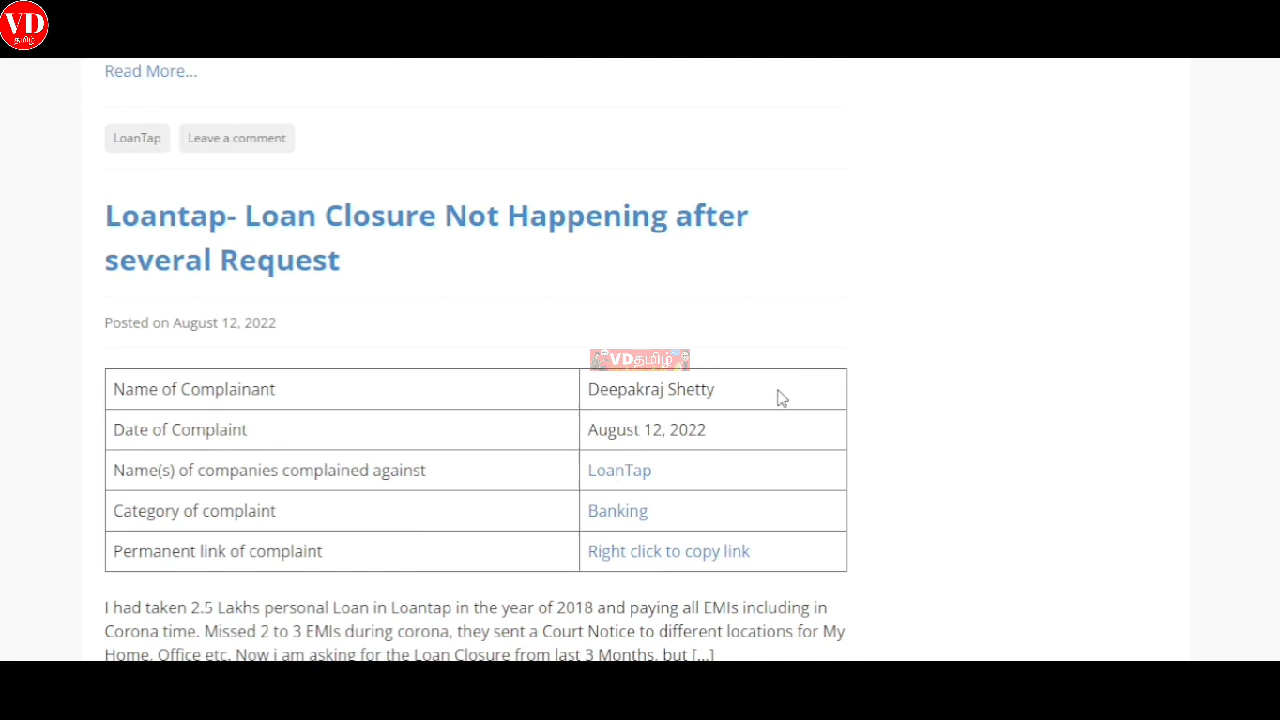 VD
தமிழ்
Read More...
LoanTap
Leave a comment
Loantap- Loan Closure Not Happening after
several Request
Posted on August 12, 2022
VDதமிழ்
Name of Complainant
Deepakraj Shetty
Date of Complaint
August 12, 2022
Name(s) of companies complained against
LoanTap
Category of complaint
Banking
Permanent link of complaint
Right click to copy link
I had taken 2.5 Lakhs personal Loan in Loantap in the year of 2018 and paying all EMIs including in
Corona time. Missed 2 to 3 EMIs during corona, they sent a Court Notice to different locations for My
Home, Office etc. Now i am asking for the Loan Closure from last 3 Months, but [...]